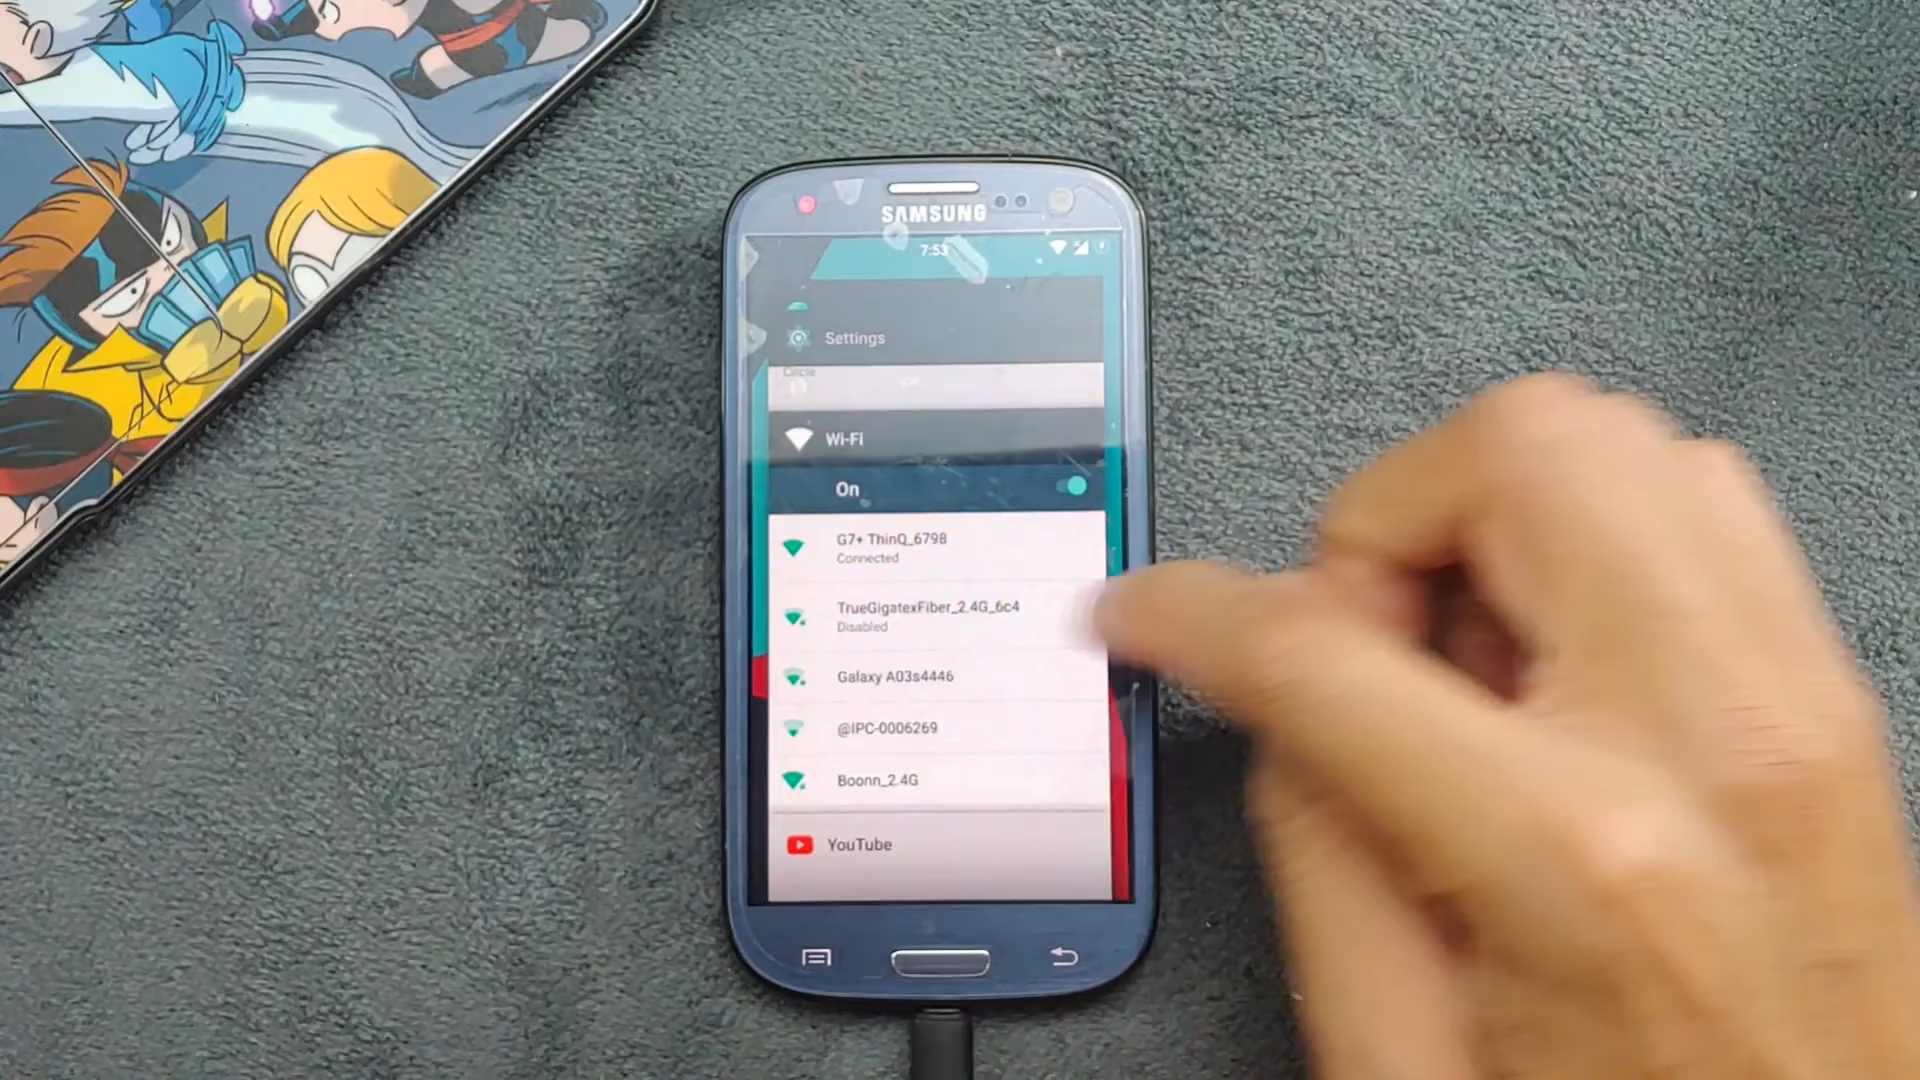 SAMSUNG
7:53
Settings
Circle
Wi-Fi
On
G7+ ThinQ_6798
Connected
TrueGigatexFiber_2.4G_6c4
Disabled
Galaxy A03s4446
@IPC-0006269
Boonn_2.4G
YouTube